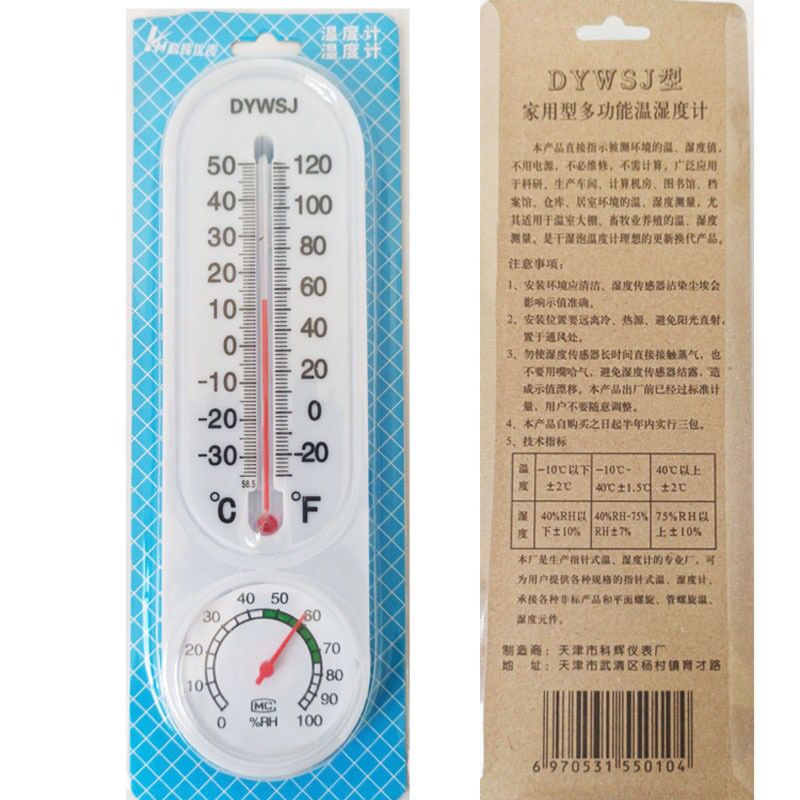 科辉仪表
温度计
湿度计
DYWSJ
50 120
40 100
30 80
20 60
10 40
0 20
-10 0
-20 -20
-30
58.5
°C °F
0 10 20 30 40 50 60 70 80 90 100
MC
%RH
DYWSJ型
家用型多功能温湿度计
本产品直接指示被测环境的温、湿度值,
不用电源，不必维修，不需计算，广泛应用
于科研、生产车间、计算机房、图书馆、档
案馆、仓库、居室环境的温、湿度测量，尤
其适用于温室大棚、畜牧业养殖的温、湿度
测量。是干湿泡温度计理想的更新换代产品。
注意事项：
1、安装环境应清洁、湿度传感器沾染尘埃会
影响示值准确。
2、安装位置要远离冷、热源、避免阳光直射，
置于通风处。
3、勿使湿度传感器长时间直接接触蒸气，也
不要用嘴哈气，避免湿度传感器结露，造
成示值漂移。本产品出厂前已经过标准计
量，用户不要随意调整。
4、本产品自购买之日起半年内实行三包。
5、技术指标
温度 -10℃以下±2℃ -10℃-40℃±1.5℃ 40℃以上±2℃
湿度 40%RH以下±10% 40%RH-75%RH±7% 75%RH以上±10%
本厂是生产指针式温、湿度计的专业厂，可
为用户提供各种规格的指针式温、湿度计、
承接各种非标产品和平面螺旋、管螺旋温、
湿度元件。
制造商：天津市科辉仪表厂
地 址：天津市武清区杨村镇育才路
6 970531 550104